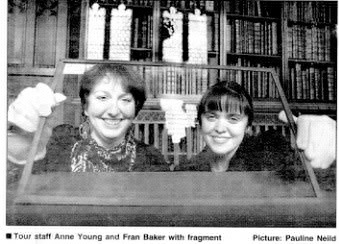 ■ Tour staff Anne Young and Fran Baker with fragment Picture: Pauline Neild